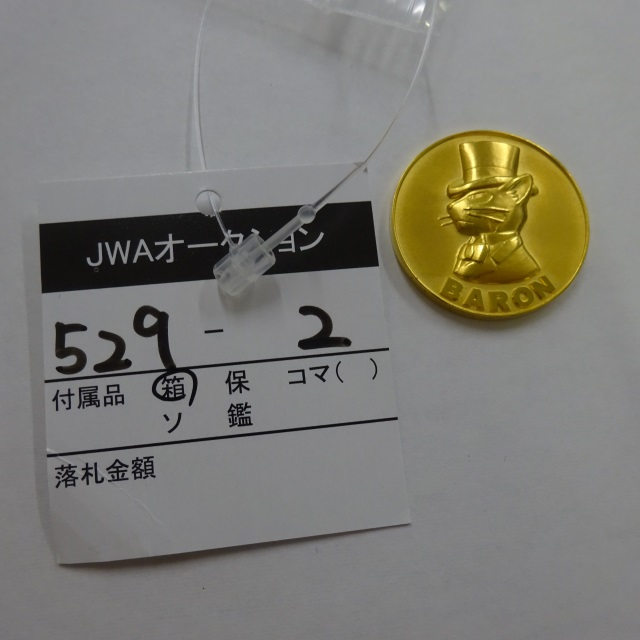 JWAオークション
529 - 2
付属品 箱 保 コマ( )
ソ 鑑
落札金額
BARON